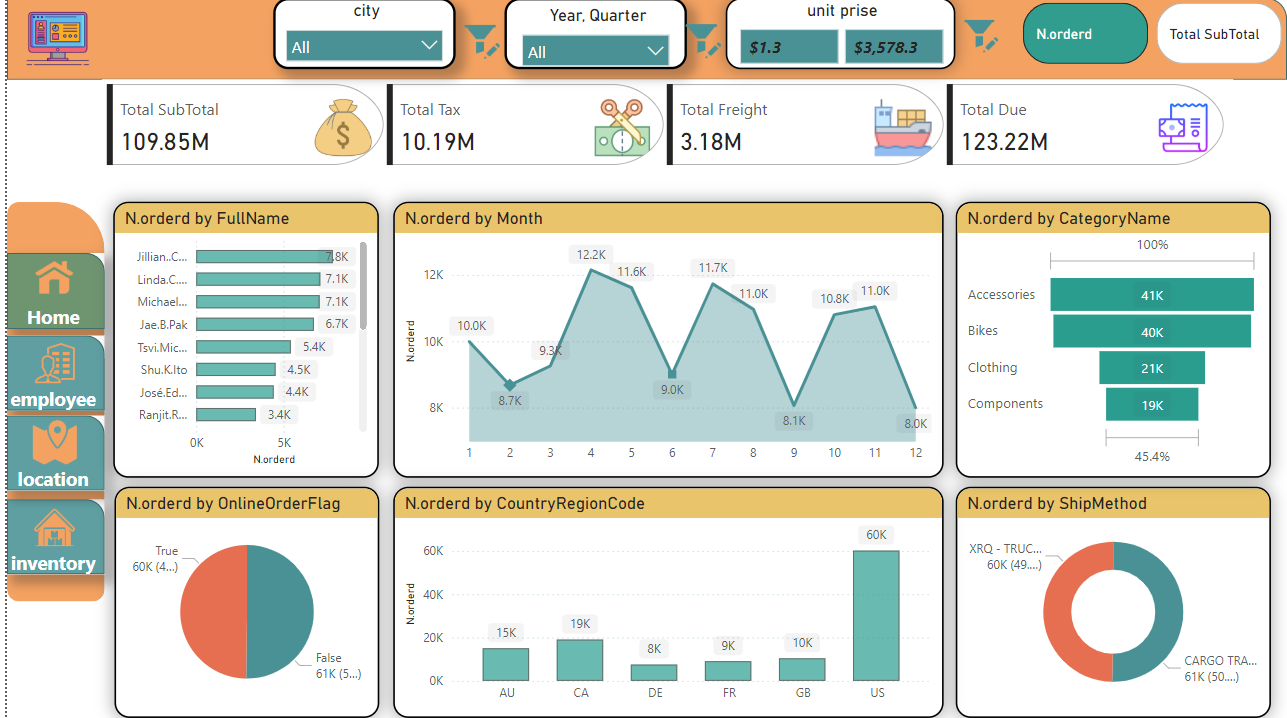 city
All
Year, Quarter
All
unit prise
$1.3
$3,578.3
N.orderd
Total SubTotal
Total SubTotal
109.85M
Total Tax
10.19M
Total Freight
3.18M
Total Due
123.22M
Home
employee
location
inventory
N.orderd by FullName
Jillian..C...
7.8K
Linda.C....
7.1K
Michael...
7.1K
Jae.B.Pak
6.7K
Tsvi.Mic...
5.4K
Shu.K.Ito
4.5K
José.Ed...
4.4K
Ranjit.R...
3.4K
0K
5K
N.orderd
N.orderd by Month
N.orderd
12K
10K
8K
10.0K
8.7K
9.3K
12.2K
11.6K
9.0K
11.7K
11.0K
8.1K
10.8K
11.0K
8.0K
1 2 3 4 5 6 7 8 9 10 11 12
N.orderd by CategoryName
100%
Accessories
41K
Bikes
40K
Clothing
21K
Components
19K
45.4%
N.orderd by OnlineOrderFlag
True
60K (4...)
False
61K (5...)
N.orderd by CountryRegionCode
N.orderd
60K
40K
20K
0K
15K
19K
8K
9K
10K
60K
AU CA DE FR GB US
N.orderd by ShipMethod
XRQ - TRUC...
60K (49....)
CARGO TRA...
61K (50....)